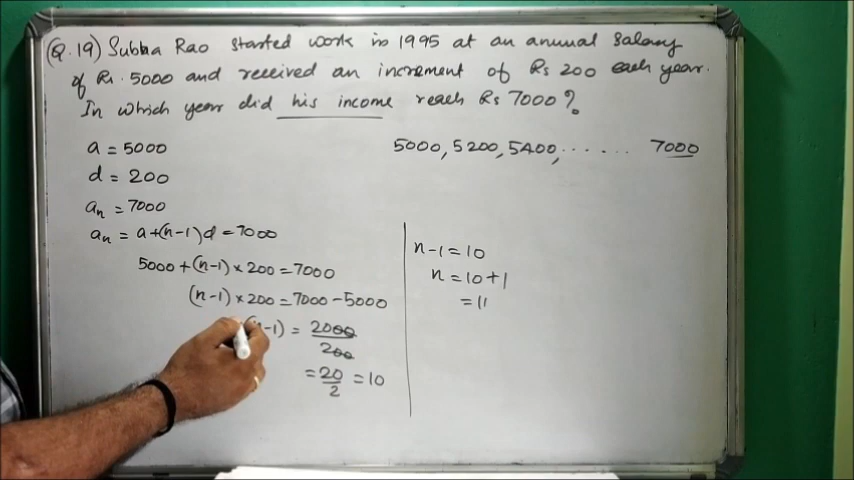 (Q.19) Subba Rao started work in 1995 at an annual salary
of Rs. 5000 and received an increment of Rs 200 each year.
In which year did his income reach Rs 7000?
a = 5000
d = 200
an = 7000
an = a+(n-1)d = 7000
5000+(n-1)×200=7000
(n-1)×200=7000-5000
n-1) = 2000/200
= 20/2 = 10
5000, 5200, 5400, ...... 7000
n-1=10
n=10+1
=11